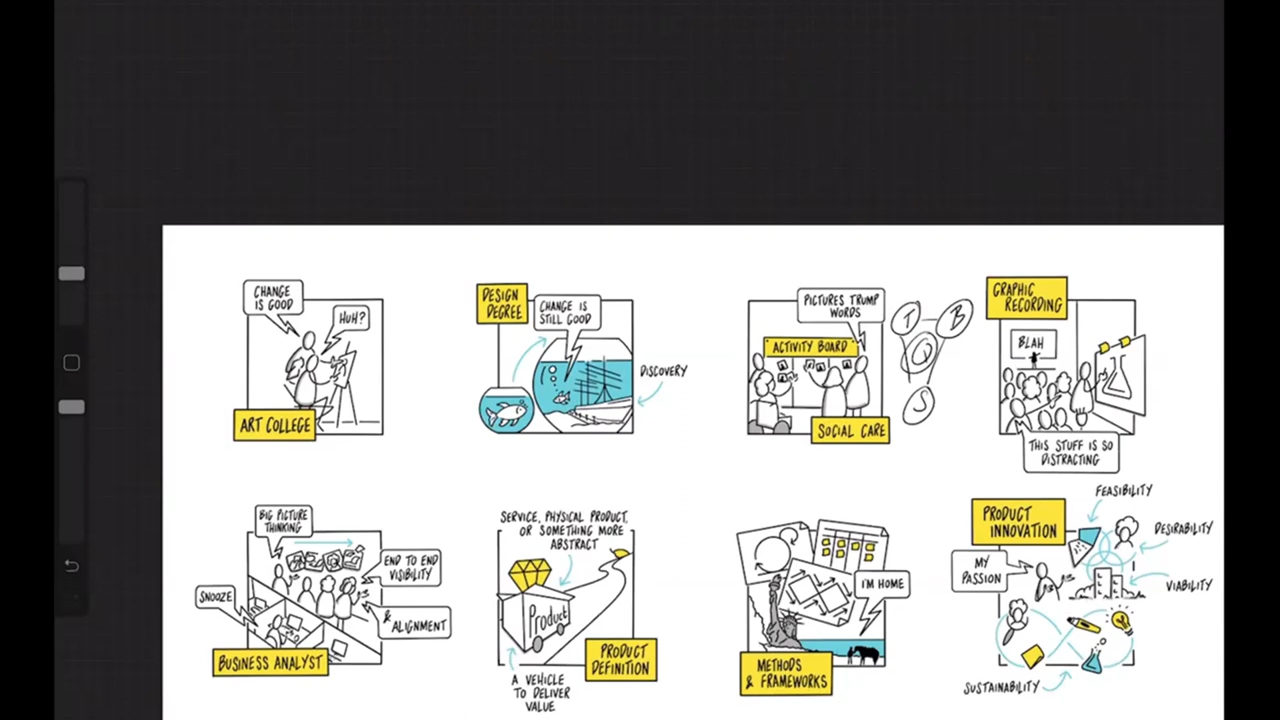 CHANGE
IS GOOD
HUH?
ART COLLEGE
DESIGN
DEGREE
CHANGE IS
STILL GOOD
DISCOVERY
PICTURES TRUMP
WORDS
ACTIVITY BOARD
SOCIAL CARE
T
B
Q
S
GRAPHIC
RECORDING
BLAH
THIS STUFF IS SO
DISTRACTING
BIG PICTURE
THINKING
END TO END
VISIBILITY
& ALIGNMENT
SNOOZE
BUSINESS ANALYST
SERVICE, PHYSICAL PRODUCT,
OR SOMETHING MORE
ABSTRACT
Product
PRODUCT
DEFINITION
A VEHICLE
TO DELIVER
VALUE
I'M HOME
METHODS
& FRAMEWORKS
PRODUCT
INNOVATION
FEASIBILITY
DESIRABILITY
VIABILITY
MY
PASSION
SUSTAINABILITY